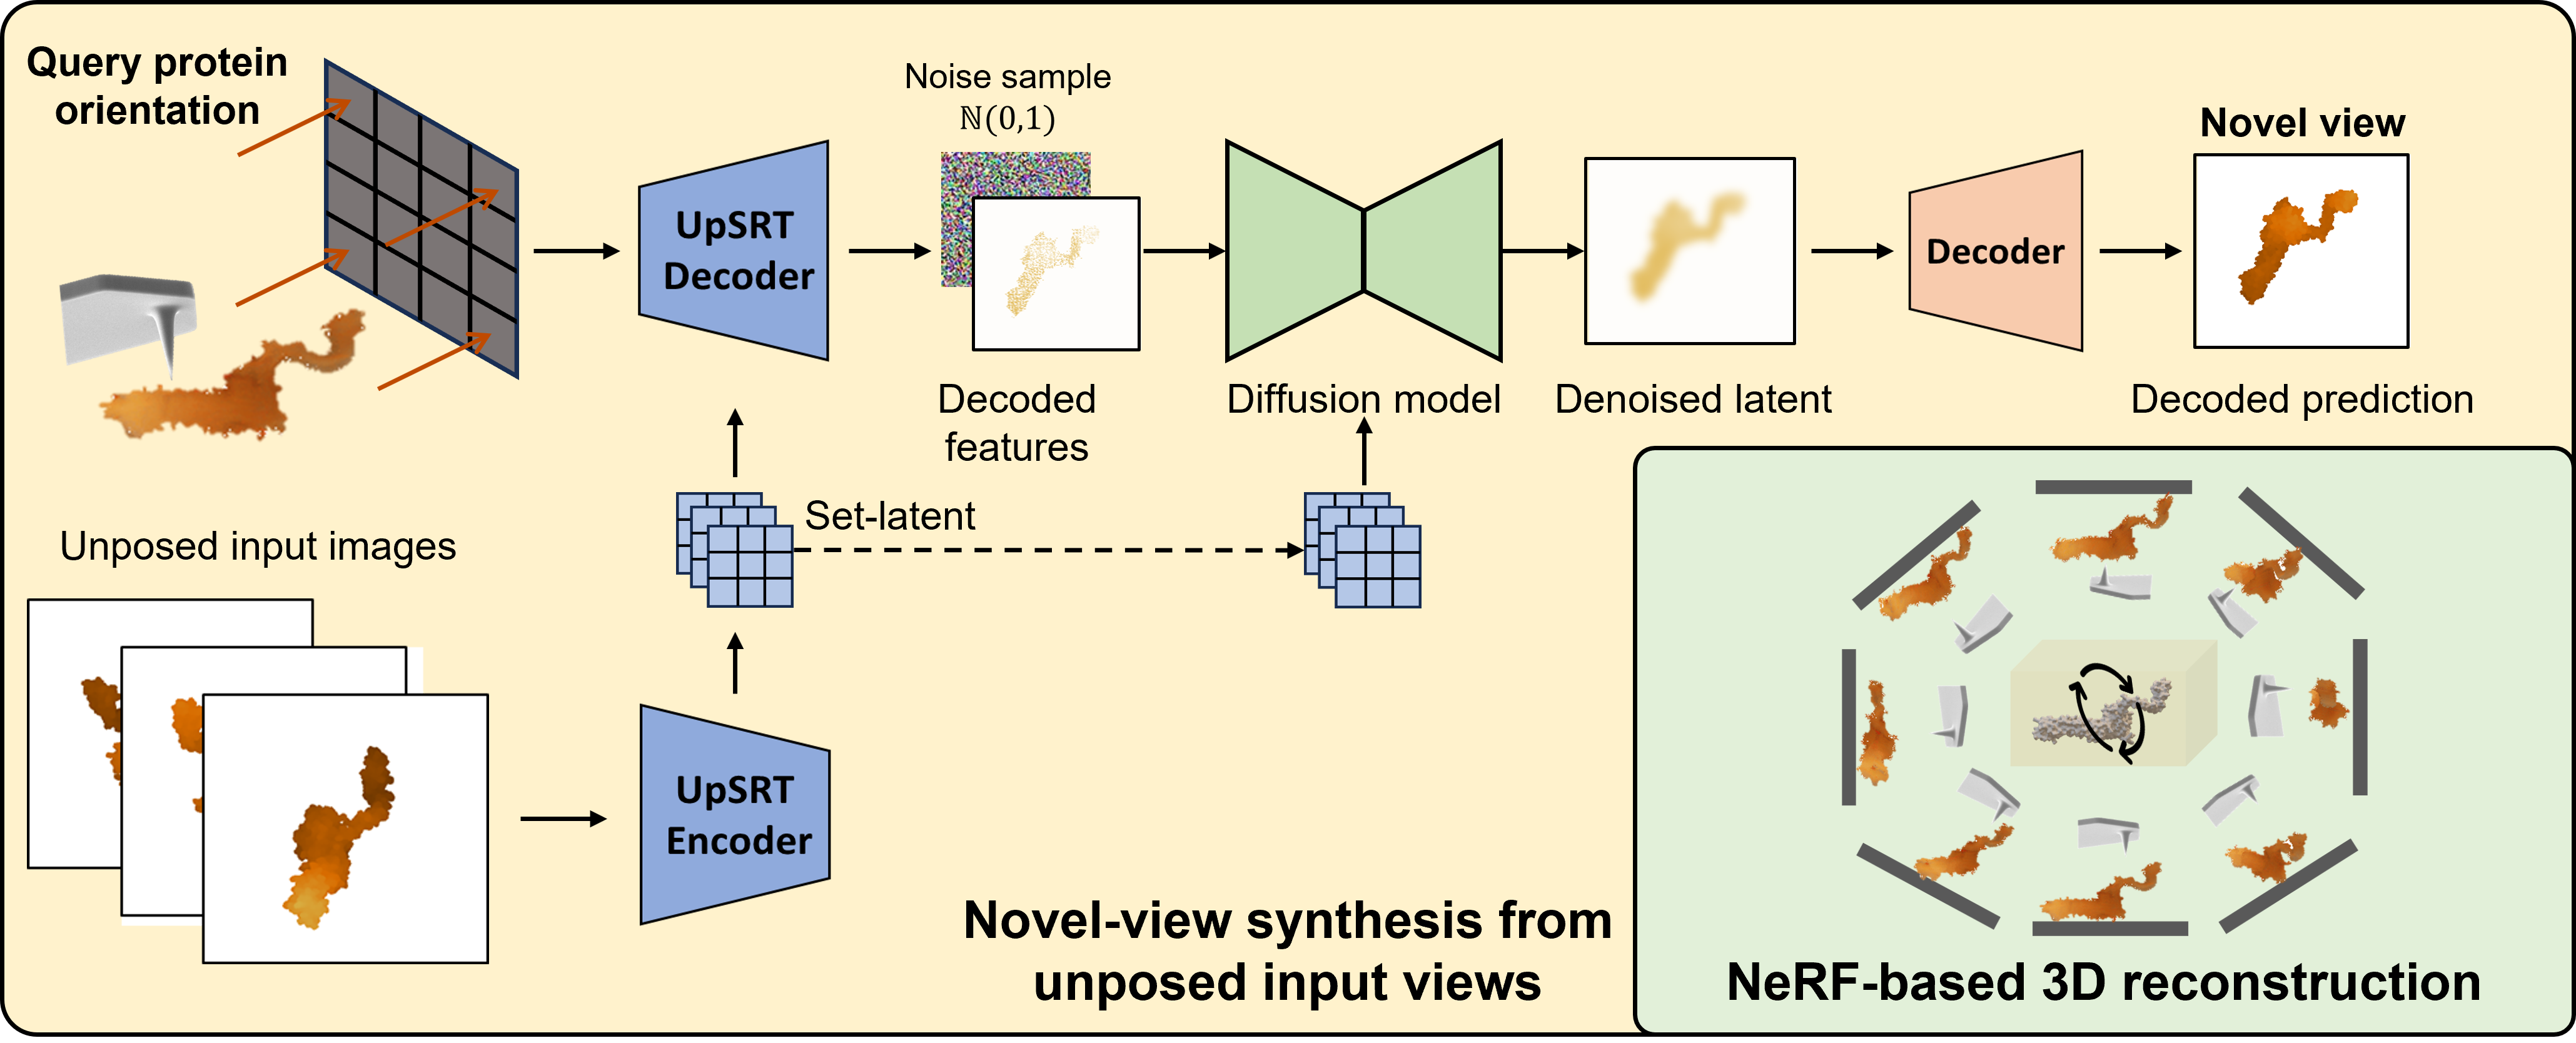 Query protein
orientation
UpSRT
Decoder
Noise sample
ℕ(0,1)
Decoded
features
Diffusion model
Denoised latent
Decoder
Novel view
Decoded prediction
Set-latent
Unposed input images
UpSRT
Encoder
Novel-view synthesis from
unposed input views
NeRF-based 3D reconstruction